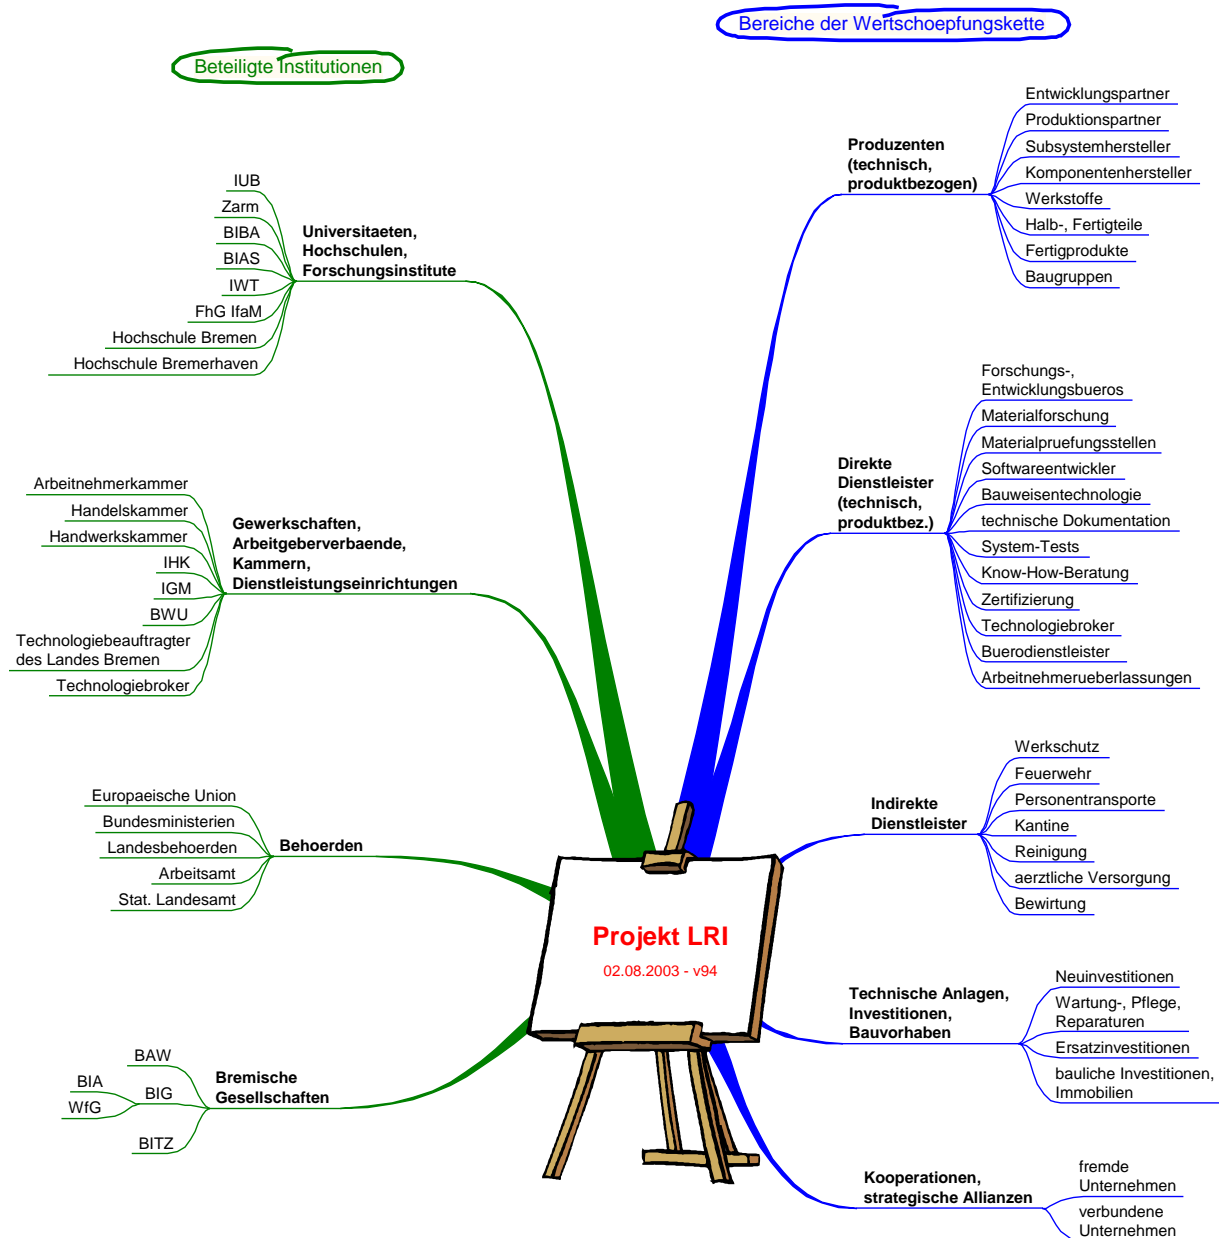 Bereiche der Wertschoepfungskette
Beteiligte Institutionen
IUB
Zarm
BIBA
BIAS
IWT
FhG IfaM
Hochschule Bremen
Hochschule Bremerhaven
Universitaeten,
Hochschulen,
Forschungsinstitute
Arbeitnehmerkammer
Handelskammer
Handwerkskammer
IHK
IGM
BWU
Technologiebeauftragter
des Landes Bremen
Technologiebroker
Gewerkschaften,
Arbeitgeberverbaende,
Kammern,
Dienstleistungseinrichtungen
Europaeische Union
Bundesministerien
Landesbehoerden
Arbeitsamt
Stat. Landesamt
Behoerden
BAW
BIA
WfG
BIG
BITZ
Bremische
Gesellschaften
Projekt LRI
02.08.2003 - v94
Produzenten
(technisch,
produktbezogen)
Entwicklungspartner
Produktionspartner
Subsystemhersteller
Komponentenhersteller
Werkstoffe
Halb-, Fertigteile
Fertigprodukte
Baugruppen
Direkte
Dienstleister
(technisch,
produktbez.)
Forschungs-,
Entwicklungsbueros
Materialforschung
Materialpruefungsstellen
Softwareentwickler
Bauweisentechnologie
technische Dokumentation
System-Tests
Know-How-Beratung
Zertifizierung
Technologiebroker
Buerodienstleister
Arbeitnehmerueberlassungen
Indirekte
Dienstleister
Werkschutz
Feuerwehr
Personentransporte
Kantine
Reinigung
aerztliche Versorgung
Bewirtung
Technische Anlagen,
Investitionen,
Bauvorhaben
Neuinvestitionen
Wartung-, Pflege,
Reparaturen
Ersatzinvestitionen
bauliche Investitionen,
Immobilien
Kooperationen,
strategische Allianzen
fremde
Unternehmen
verbundene
Unternehmen